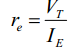 r_e = V_T / I_E